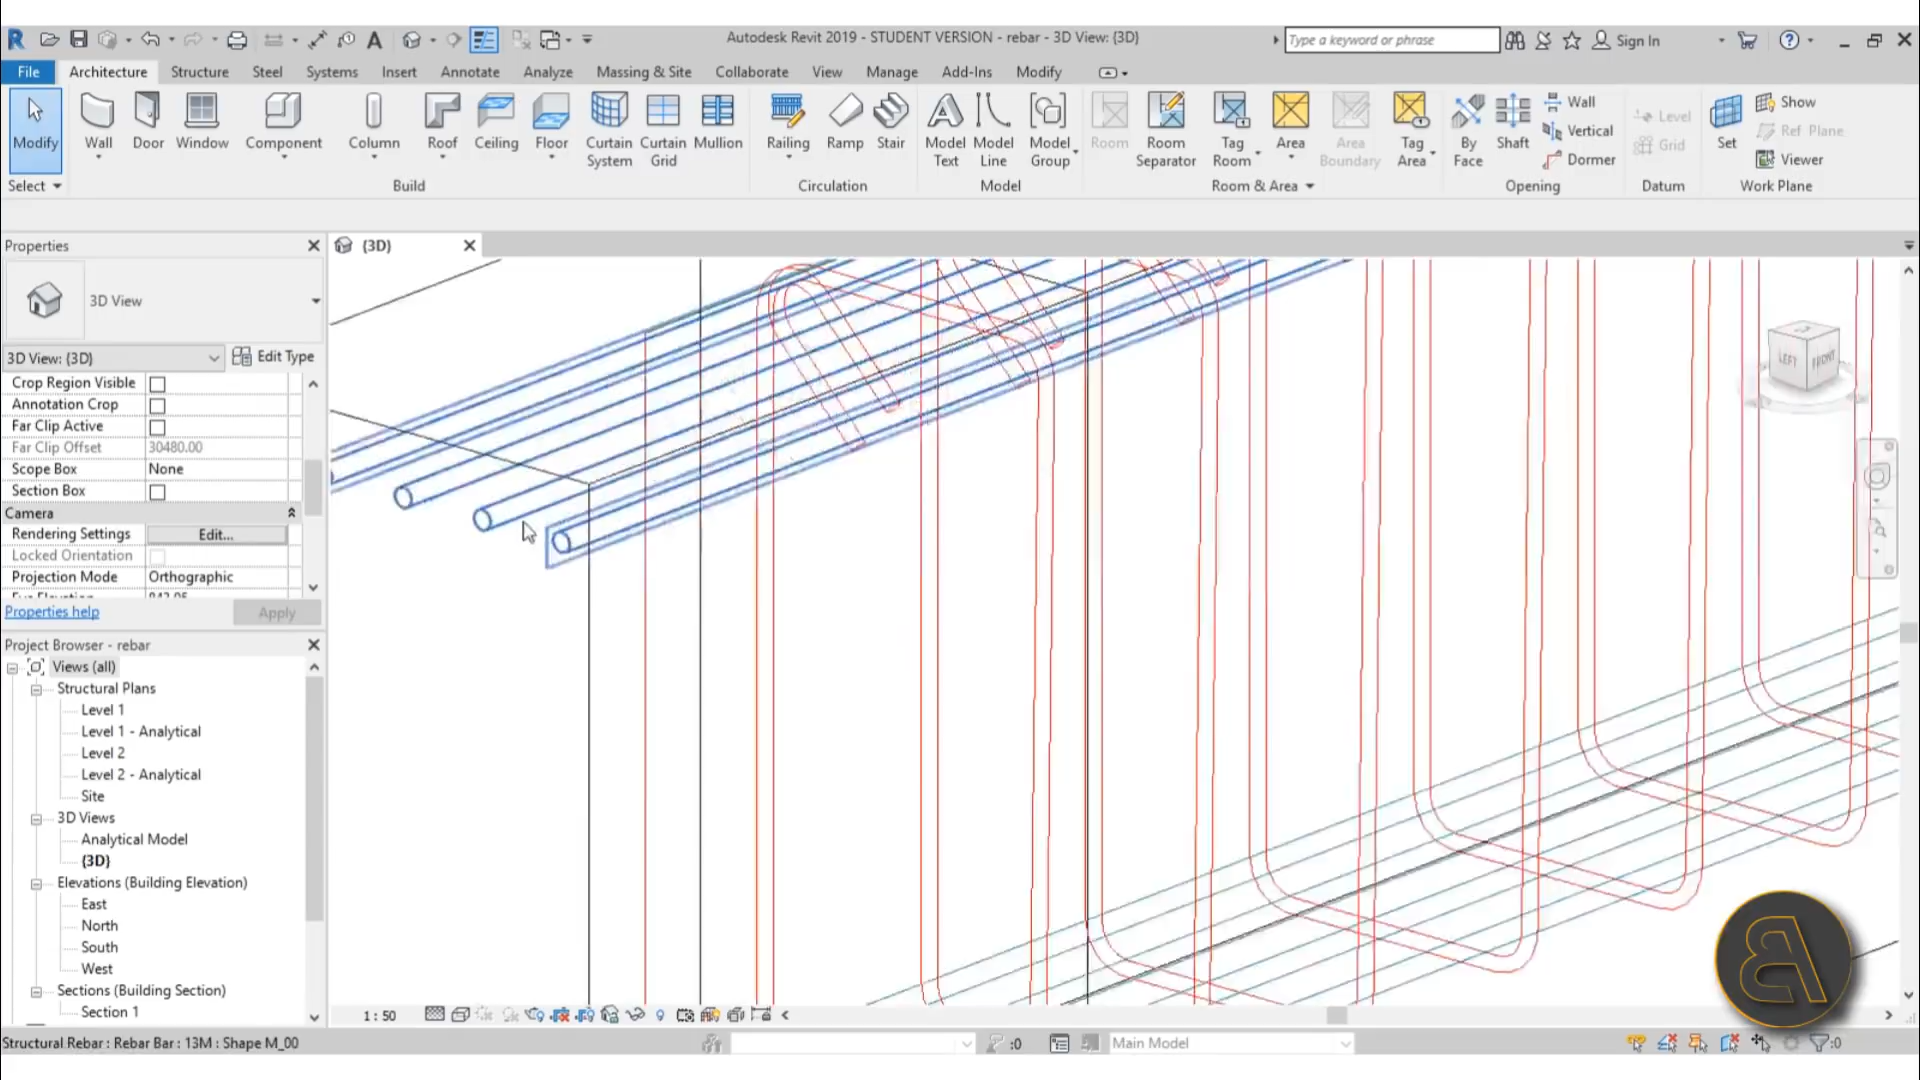 Autodesk Revit 2019 - STUDENT VERSION - rebar - 3D View: {3D}
Type a keyword or phrase
Sign In
File Architecture Structure Steel Systems Insert Annotate Analyze Massing & Site Collaborate View Manage Add-Ins Modify
Modify
Wall
Door
Window
Component
Column
Roof
Ceiling
Floor
Curtain System
Curtain Grid
Mullion
Railing
Ramp
Stair
Model Text
Model Line
Model Group
Room
Room Separator
Tag Room
Area
Area Boundary
Tag Area
By Face
Shaft
Wall
Vertical
Dormer
Level
Grid
Set
Show
Ref Plane
Viewer
Select
Build
Circulation
Model
Room & Area
Opening
Datum
Work Plane
Properties
{3D}
3D View
3D View: {3D}
Edit Type
Crop Region Visible
Annotation Crop
Far Clip Active
Far Clip Offset 30480.00
Scope Box None
Section Box
Camera
Rendering Settings Edit...
Locked Orientation
Projection Mode Orthographic
Properties help
Apply
Project Browser - rebar
Views (all)
Structural Plans
Level 1
Level 1 - Analytical
Level 2
Level 2 - Analytical
Site
3D Views
Analytical Model
{3D}
Elevations (Building Elevation)
East
North
South
West
Sections (Building Section)
Section 1
LEFT
FRONT
1 : 50
Structural Rebar : Rebar Bar : 13M : Shape M_00
:0
Main Model
:0